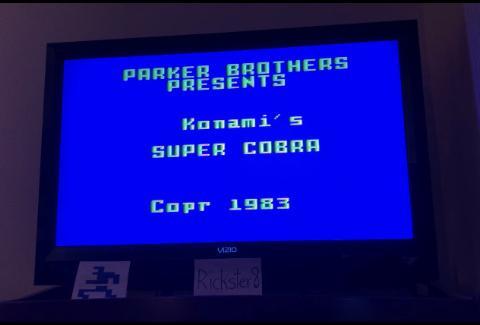 PARKER BROTHERS
PRESENTS
Konami's
SUPER COBRA
Copr 1983
VIZIO
Rickster8